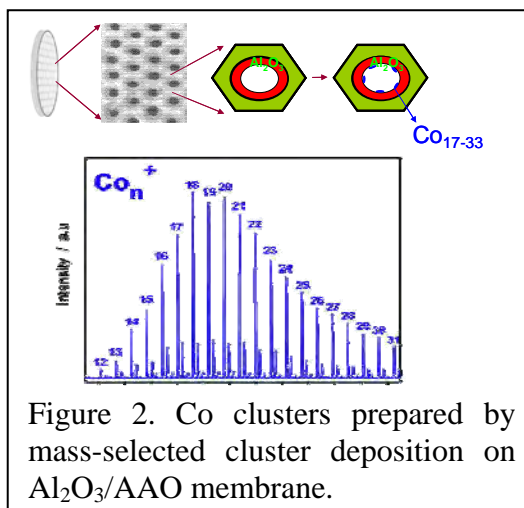 Al₂O₃ Al₂O₃
Co₁₇₋₃₃
Coₙ⁺
Intensity / a.u
12 13 14 15 16 17 18 19 20 21 22 23 24 25 26 27 28 29 30 31
Figure 2. Co clusters prepared by
mass-selected cluster deposition on
Al₂O₃/AAO membrane.